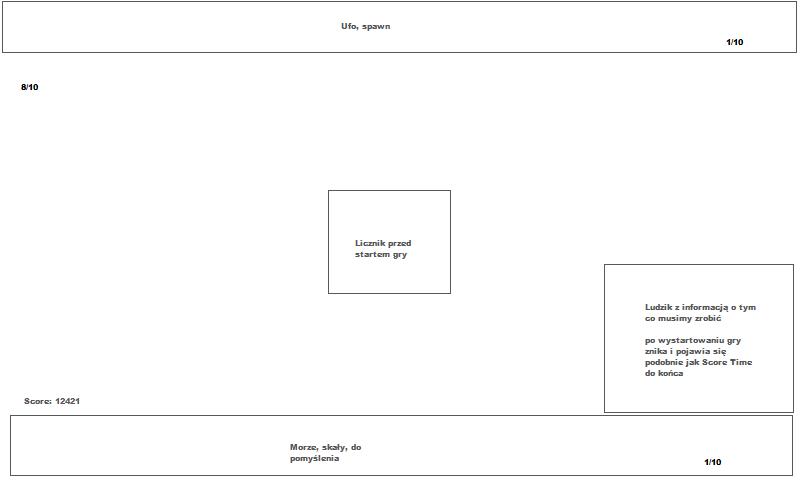 Ufo, spawn
1/10
8/10
Licznik przed
startem gry
Ludzik z informacją o tym
co musimy zrobić
po wystartowaniu gry
znika i pojawia się
podobnie jak Score Time
do końca
Score: 12421
Morze, skały, do
pomyślenia
1/10